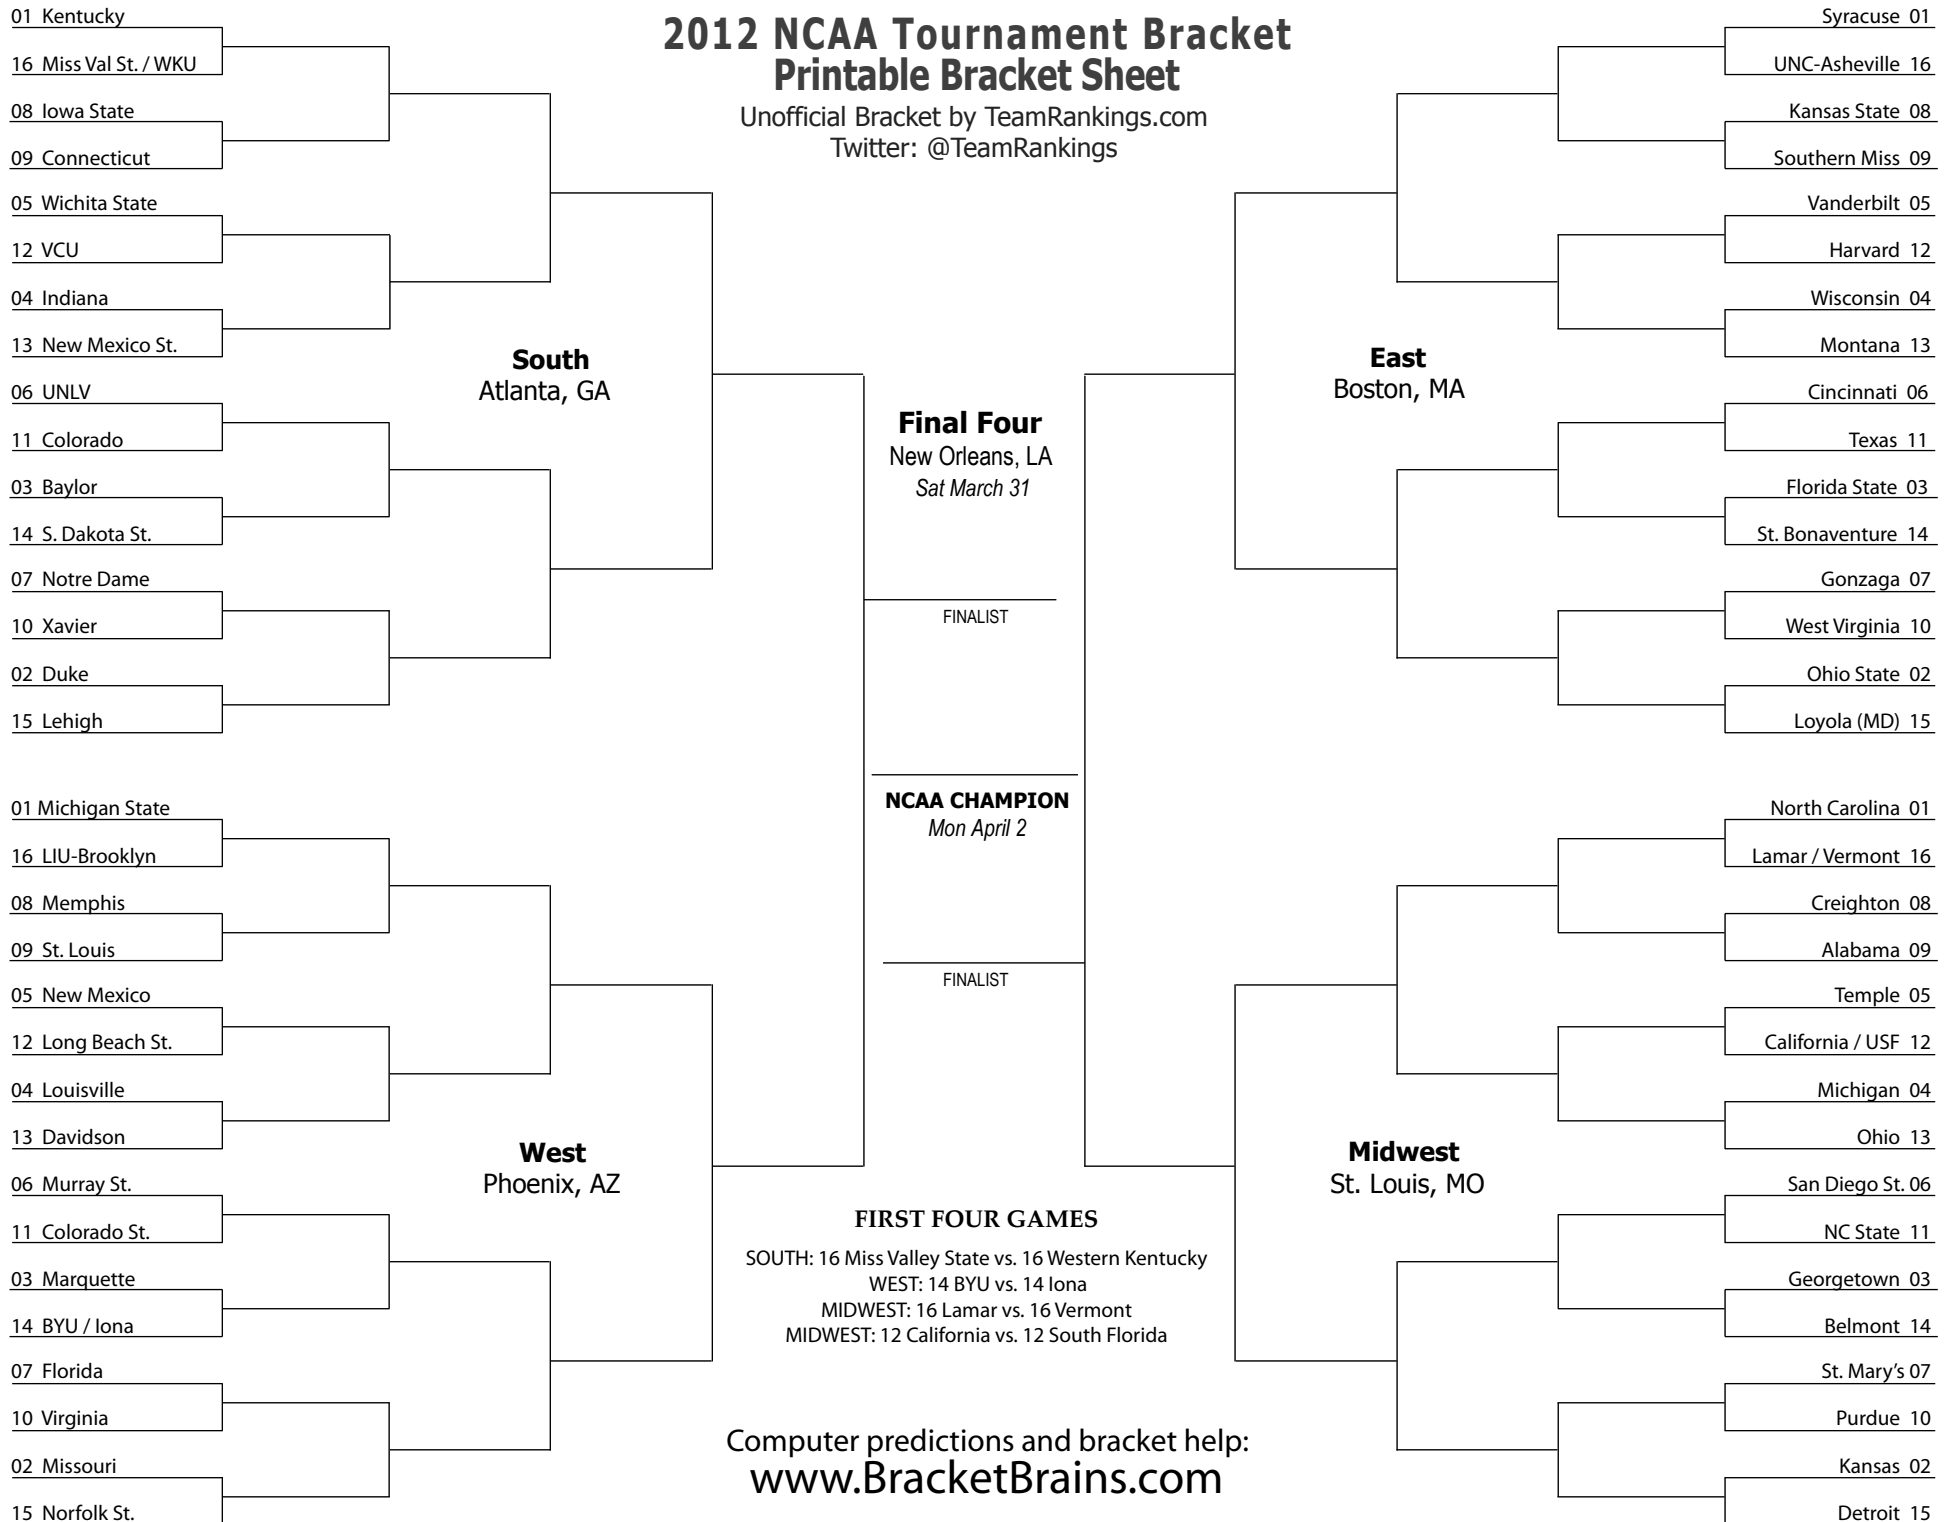 2012 NCAA Tournament Bracket
Printable Bracket Sheet
Unofficial Bracket by TeamRankings.com
Twitter: @TeamRankings
01 Kentucky
16 Miss Val St. / WKU
08 Iowa State
09 Connecticut
05 Wichita State
12 VCU
04 Indiana
13 New Mexico St.
06 UNLV
11 Colorado
03 Baylor
14 S. Dakota St.
07 Notre Dame
10 Xavier
02 Duke
15 Lehigh
South
Atlanta, GA
01 Michigan State
16 LIU-Brooklyn
08 Memphis
09 St. Louis
05 New Mexico
12 Long Beach St.
04 Louisville
13 Davidson
06 Murray St.
11 Colorado St.
03 Marquette
14 BYU / Iona
07 Florida
10 Virginia
02 Missouri
15 Norfolk St.
West
Phoenix, AZ
Final Four
New Orleans, LA
Sat March 31
FINALIST
NCAA CHAMPION
Mon April 2
FINALIST
FIRST FOUR GAMES
SOUTH: 16 Miss Valley State vs. 16 Western Kentucky
WEST: 14 BYU vs. 14 Iona
MIDWEST: 16 Lamar vs. 16 Vermont
MIDWEST: 12 California vs. 12 South Florida
Computer predictions and bracket help:
www.BracketBrains.com
East
Boston, MA
Syracuse 01
UNC-Asheville 16
Kansas State 08
Southern Miss 09
Vanderbilt 05
Harvard 12
Wisconsin 04
Montana 13
Cincinnati 06
Texas 11
Florida State 03
St. Bonaventure 14
Gonzaga 07
West Virginia 10
Ohio State 02
Loyola (MD) 15
Midwest
St. Louis, MO
North Carolina 01
Lamar / Vermont 16
Creighton 08
Alabama 09
Temple 05
California / USF 12
Michigan 04
Ohio 13
San Diego St. 06
NC State 11
Georgetown 03
Belmont 14
St. Mary’s 07
Purdue 10
Kansas 02
Detroit 15